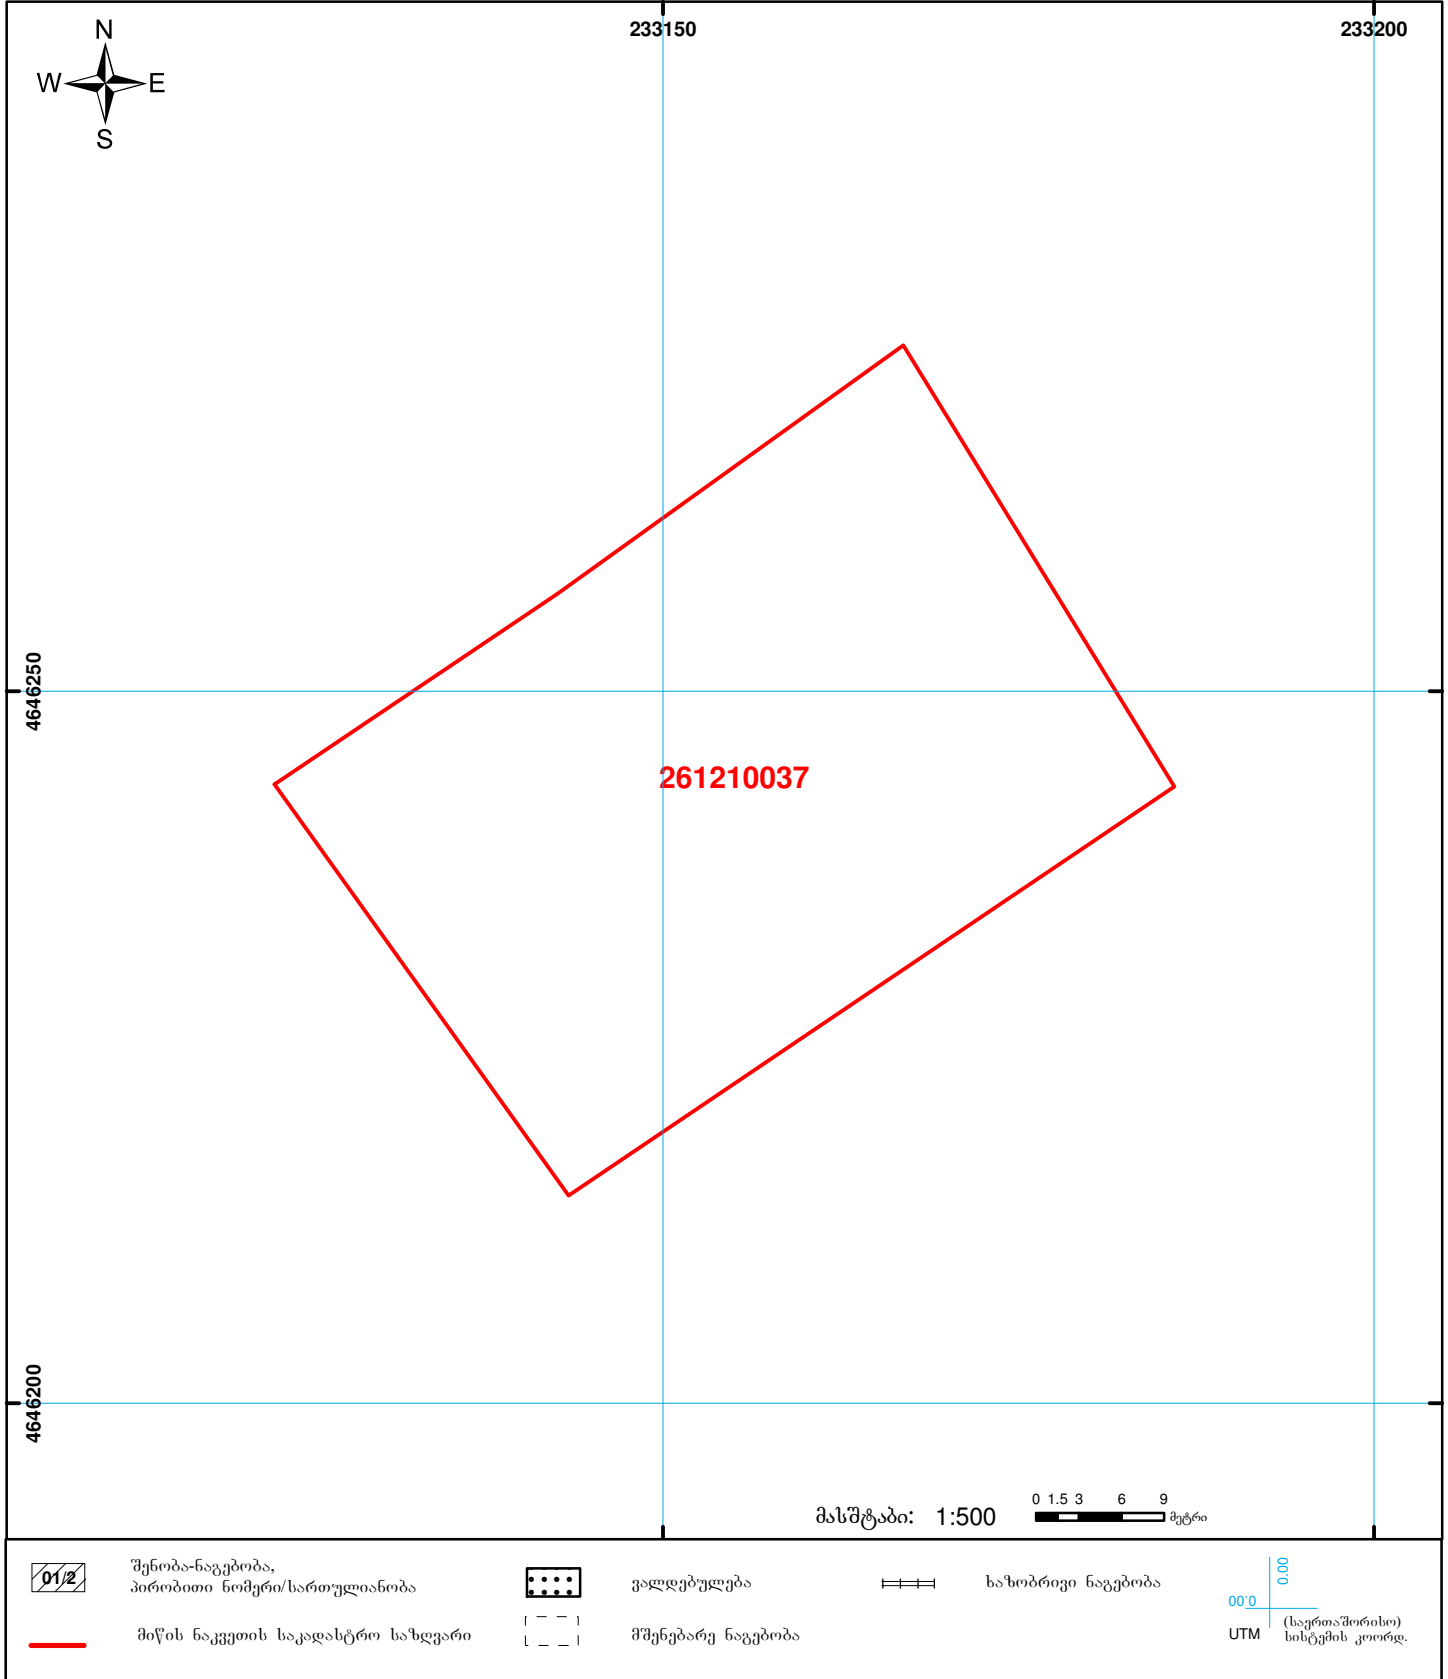 N
W E
S
233150
233200
4646250
261210037
4646200
მასშტაბი: 1:500
0 1.5 3 6 9
მეტრი
01/2
შენობა-ნაგებობა,
პირობითი ნომერი/სართულიანობა
ვალდებულება
ხაზობრივი ნაგებობა
0.00
0.00
მიწის ნაკვეთის საკადასტრო საზღვარი
მშენებარე ნაგებობა
UTM
(საერთაშორისო)
სისტემის კოორდ.